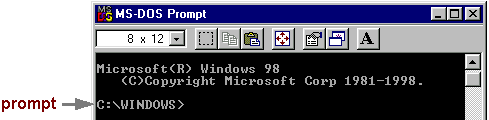 MS-DOS Prompt
8 x 12
A
Microsoft(R) Windows 98
(C)Copyright Microsoft Corp 1981-1998.
prompt
C:\WINDOWS>